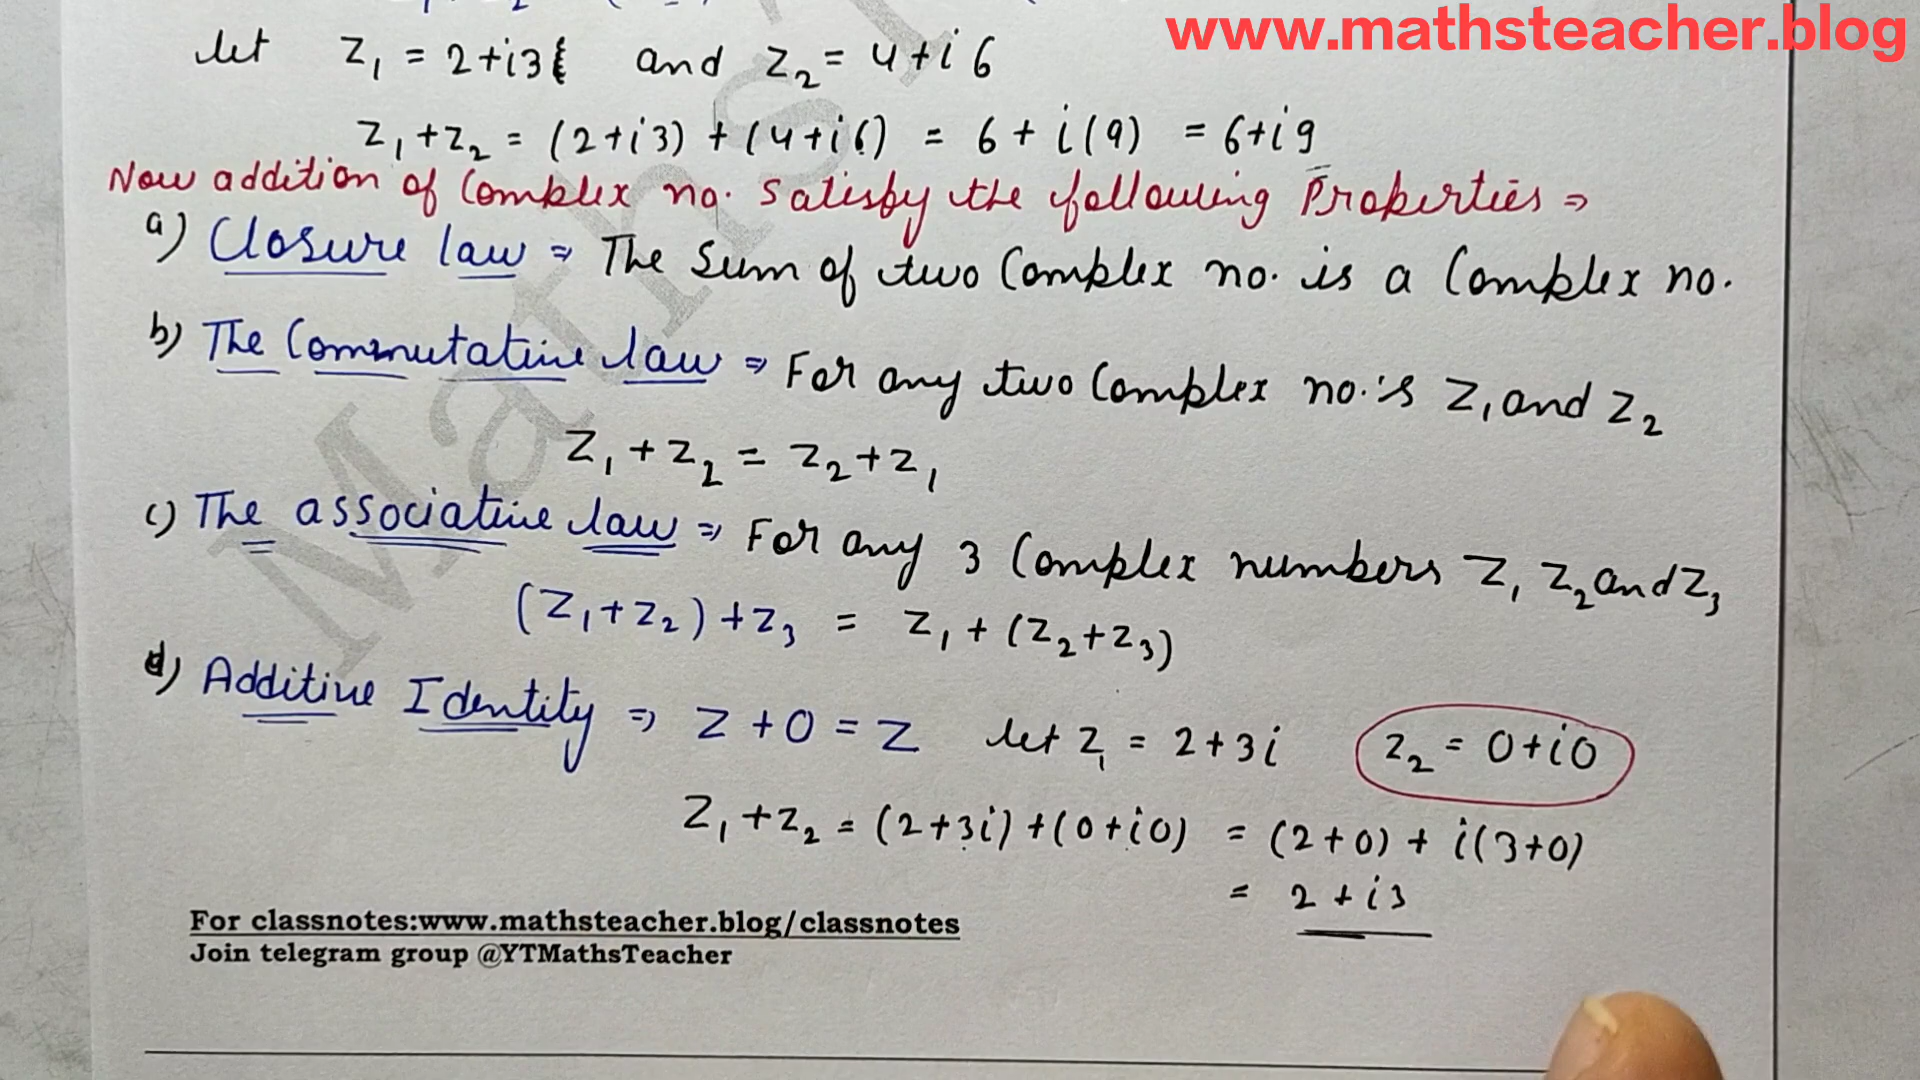 www.mathsteacher.blog
let z₁ = 2+i3 and z₂ = 4+i6
z₁+z₂ = (2+i3) + (4+i6) = 6 + i(9) = 6+i9
Now addition of Complex no. satisfy the following Properties ⇒
a) Closure law ⇒ The Sum of two Complex no. is a Complex no.
b) The Commutative law ⇒ For any two Complex no.'s z₁ and z₂
z₁ + z₂ = z₂ + z₁
c) The associative law ⇒ For any 3 Complex numbers z₁ z₂ and z₃
(z₁+z₂)+z₃ = z₁ + (z₂+z₃)
d) Additive Identity ⇒ z + 0 = z let z₁ = 2+3i z₂ = 0+i0
z₁+z₂ = (2+3i)+(0+i0) = (2+0) + i(3+0)
= 2+i3
For classnotes:www.mathsteacher.blog/classnotes
Join telegram group @YTMathsTeacher
Maths